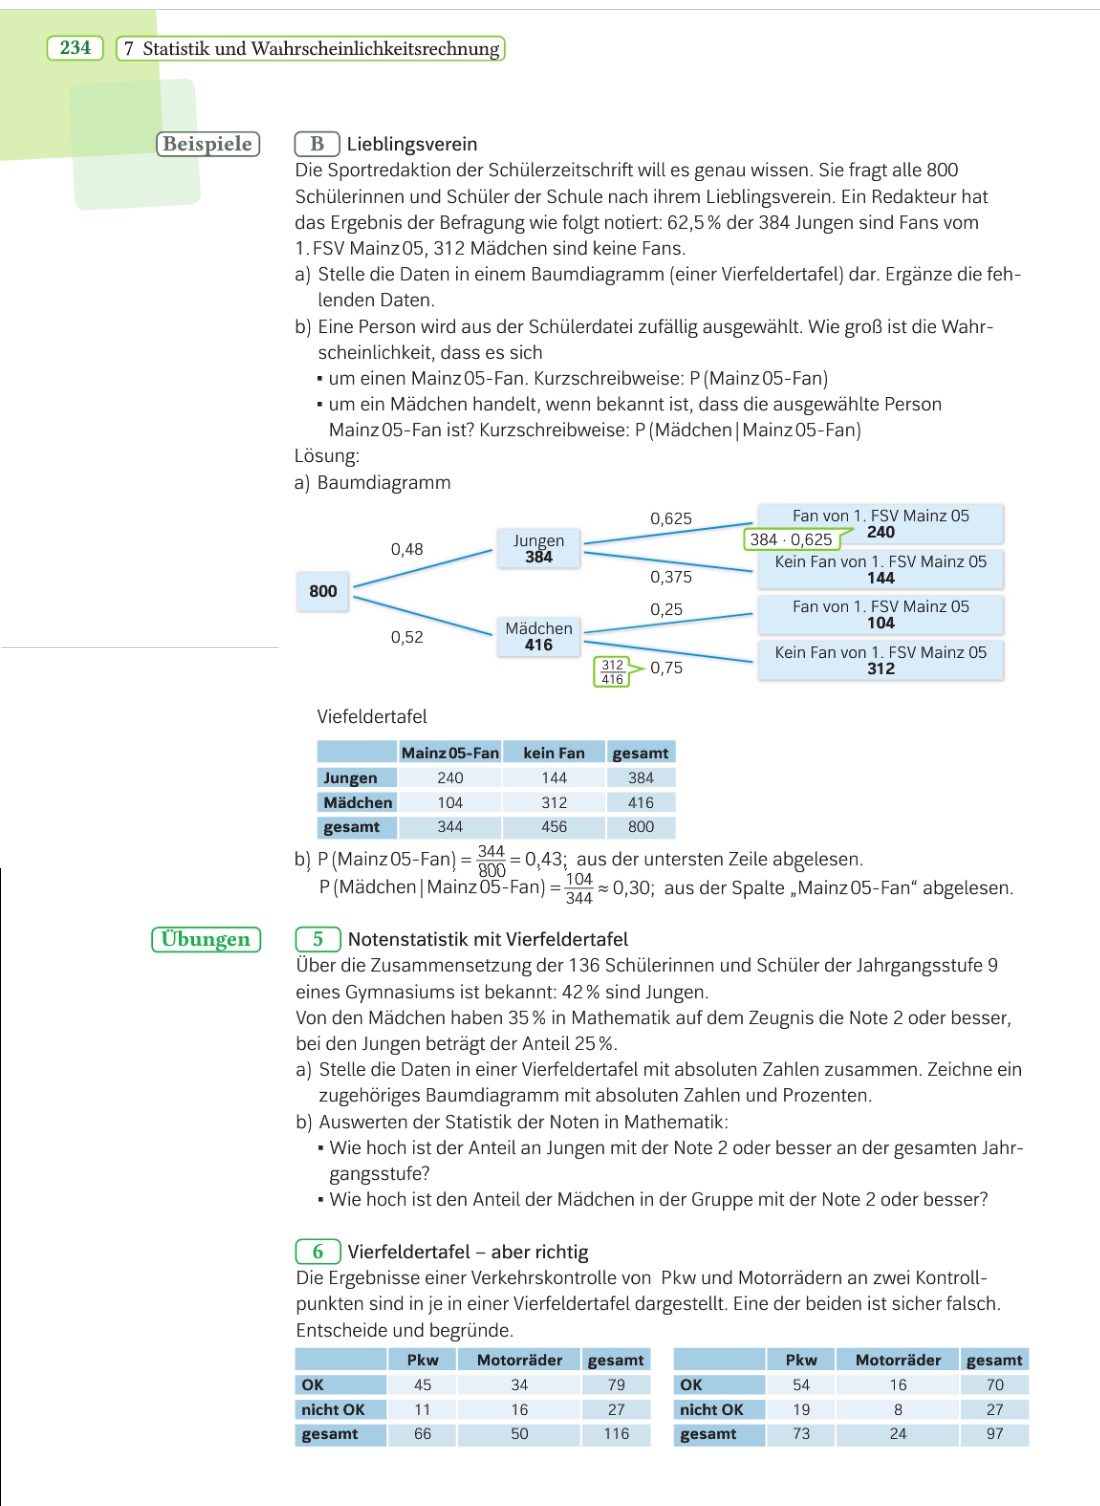 234 7 Statistik und Wahrscheinlichkeitsrechnung
Beispiele
B Lieblingsverein
Die Sportredaktion der Schülerzeitschrift will es genau wissen. Sie fragt alle 800
Schülerinnen und Schüler der Schule nach ihrem Lieblingsverein. Ein Redakteur hat
das Ergebnis der Befragung wie folgt notiert: 62,5 % der 384 Jungen sind Fans vom
1. FSV Mainz 05, 312 Mädchen sind keine Fans.
a) Stelle die Daten in einem Baumdiagramm (einer Vierfeldertafel) dar. Ergänze die feh-
lenden Daten.
b) Eine Person wird aus der Schülerdatei zufällig ausgewählt. Wie groß ist die Wahr-
scheinlichkeit, dass es sich
▪ um einen Mainz 05-Fan. Kurzschreibweise: P (Mainz 05-Fan)
▪ um ein Mädchen handelt, wenn bekannt ist, dass die ausgewählte Person
Mainz 05-Fan ist? Kurzschreibweise: P (Mädchen | Mainz 05-Fan)
Lösung:
a) Baumdiagramm
800
0,48
0,52
Jungen
384
Mädchen
416
0,625
0,375
0,25
0,75
312/416
384 · 0,625
Fan von 1. FSV Mainz 05
240
Kein Fan von 1. FSV Mainz 05
144
Fan von 1. FSV Mainz 05
104
Kein Fan von 1. FSV Mainz 05
312
Viefeldertafel
Mainz 05-Fan kein Fan gesamt
Jungen 240 144 384
Mädchen 104 312 416
gesamt 344 456 800
b) P (Mainz 05-Fan) = 344/800 = 0,43; aus der untersten Zeile abgelesen.
P (Mädchen | Mainz 05-Fan) = 104/344 ≈ 0,30; aus der Spalte „Mainz 05-Fan“ abgelesen.
Übungen
5 Notenstatistik mit Vierfeldertafel
Über die Zusammensetzung der 136 Schülerinnen und Schüler der Jahrgangsstufe 9
eines Gymnasiums ist bekannt: 42 % sind Jungen.
Von den Mädchen haben 35 % in Mathematik auf dem Zeugnis die Note 2 oder besser,
bei den Jungen beträgt der Anteil 25 %.
a) Stelle die Daten in einer Vierfeldertafel mit absoluten Zahlen zusammen. Zeichne ein
zugehöriges Baumdiagramm mit absoluten Zahlen und Prozenten.
b) Auswerten der Statistik der Noten in Mathematik:
▪ Wie hoch ist der Anteil an Jungen mit der Note 2 oder besser an der gesamten Jahr-
gangsstufe?
▪ Wie hoch ist den Anteil der Mädchen in der Gruppe mit der Note 2 oder besser?
6 Vierfeldertafel – aber richtig
Die Ergebnisse einer Verkehrskontrolle von Pkw und Motorrädern an zwei Kontroll-
punkten sind in je in einer Vierfeldertafel dargestellt. Eine der beiden ist sicher falsch.
Entscheide und begründe.
Pkw Motorräder gesamt
OK 45 34 79
nicht OK 11 16 27
gesamt 66 50 116
Pkw Motorräder gesamt
OK 54 16 70
nicht OK 19 8 27
gesamt 73 24 97